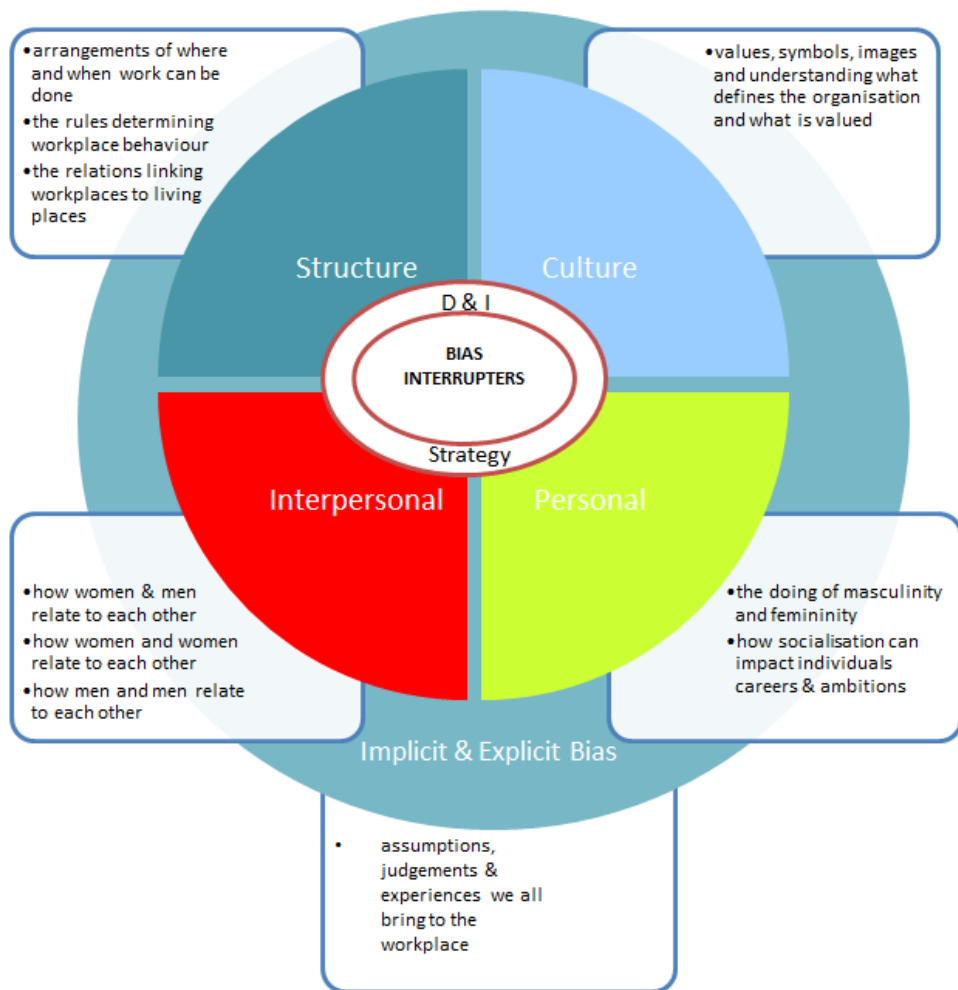 •arrangements of where
and when work can be
done
•the rules determining
workplace behaviour
•the relations linking
workplaces to living
places
•values, symbols, images
and understanding what
defines the organisation
and what is valued
Structure
Culture
D & I
BIAS
INTERRUPTERS
Strategy
Interpersonal
Personal
•how women & men
relate to each other
•how women and women
relate to each other
•how men and men relate
to each other
•the doing of masculinity
and femininity
•how socialisation can
impact individuals
careers & ambitions
Implicit & Explicit Bias
• assumptions,
judgements &
experiences we all
bring to the
workplace